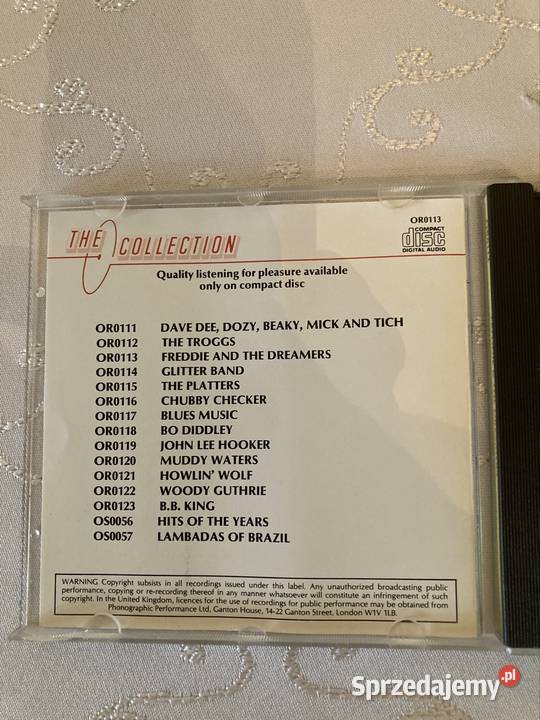 THE COLLECTION
OR0113
COMPACT
disc
DIGITAL AUDIO
Quality listening for pleasure available
only on compact disc
OR0111 DAVE DEE, DOZY, BEAKY, MICK AND TICH
OR0112 THE TROGGS
OR0113 FREDDIE AND THE DREAMERS
OR0114 GLITTER BAND
OR0115 THE PLATTERS
OR0116 CHUBBY CHECKER
OR0117 BLUES MUSIC
OR0118 BO DIDDLEY
OR0119 JOHN LEE HOOKER
OR0120 MUDDY WATERS
OR0121 HOWLIN' WOLF
OR0122 WOODY GUTHRIE
OR0123 B.B. KING
OS0056 HITS OF THE YEARS
OS0057 LAMBADAS OF BRAZIL
WARNING Copyright subsists in all recordings issued under this label. Any unauthorized broadcasting public
performance, copying or re-recording thereof in any manner whatsoever will constitute an infringement of such
copyright. In the United Kingdom, licences for the use of recordings for public performance may be obtained from
Phonographic Performance Ltd, Ganton House, 14-22 Ganton Street, London W1V 1LB.
Sprzedajemy.pl